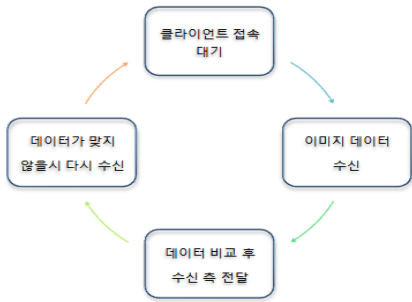 클라이언트 접속
대기
이미지 데이터
수신
데이터 비교 후
수신 측 전달
데이터가 맞지
않을시 다시 수신